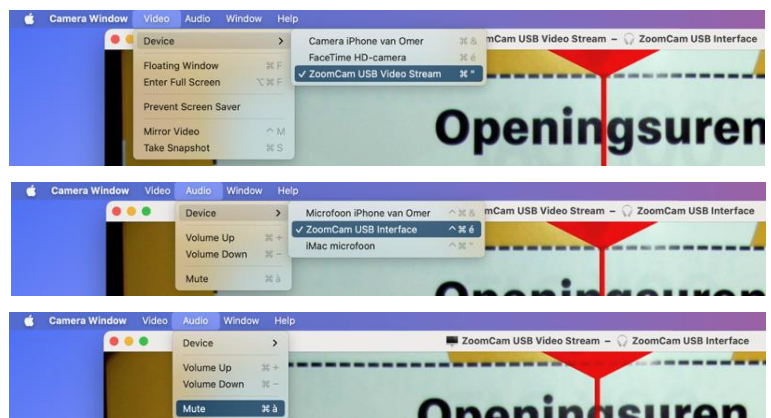 Camera Window Video Audio Window Help
mCam USB Video Stream – ZoomCam USB Interface
Device > Camera iPhone van Omer ⌘ &
FaceTime HD-camera ⌘ é
Floating Window ⌘ F ✓ ZoomCam USB Video Stream ⌘ "
Enter Full Screen ⌥ ⌘ F
Prevent Screen Saver
Mirror Video ^ M
Take Snapshot ⌘ S
Openingsuren
Camera Window Video Audio Window Help
Device > Microfoon iPhone van Omer ^ ⌘ & mCam USB Video Stream – ZoomCam USB Interface
✓ ZoomCam USB Interface ^ ⌘ é
Volume Up ⌘ + iMac microfoon ^ ⌘ "
Volume Down ⌘ –
Mute ⌘ à
Openingsuren
Camera Window Video Audio Window Help
Device > ZoomCam USB Video Stream – ZoomCam USB Interface
Volume Up ⌘ +
Volume Down ⌘ –
Mute ⌘ à
Openingsuren